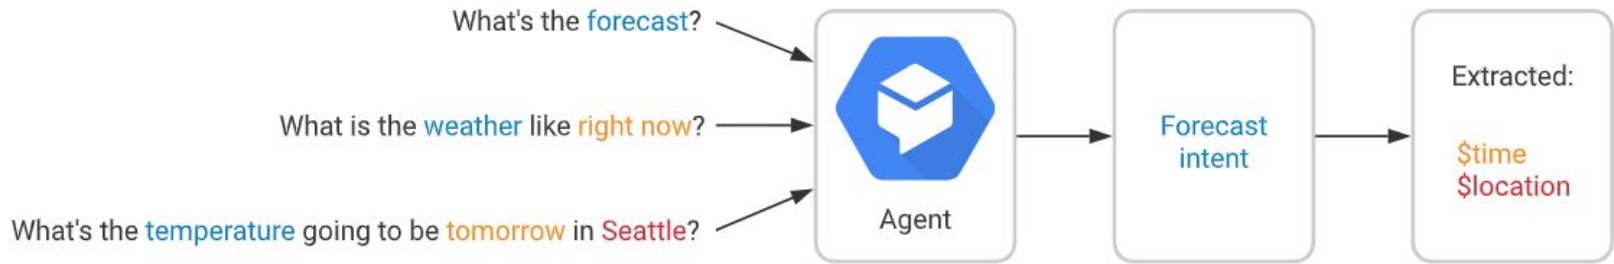 What's the forecast?
What is the weather like right now?
What's the temperature going to be tomorrow in Seattle?
Agent
Forecast
intent
Extracted:
$time
$location